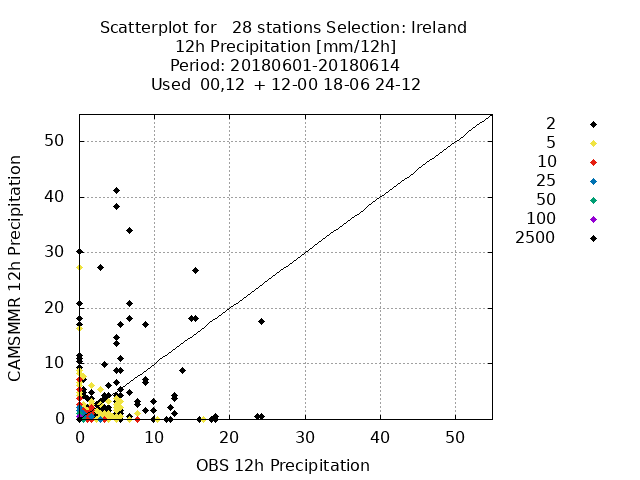 Scatterplot for 28 stations Selection: Ireland
12h Precipitation [mm/12h]
Period: 20180601-20180614
Used 00,12 + 12-00 18-06 24-12
2
5
10
25
50
100
2500
CAMSMMR 12h Precipitation
50
40
30
20
10
0
0 10 20 30 40 50
OBS 12h Precipitation